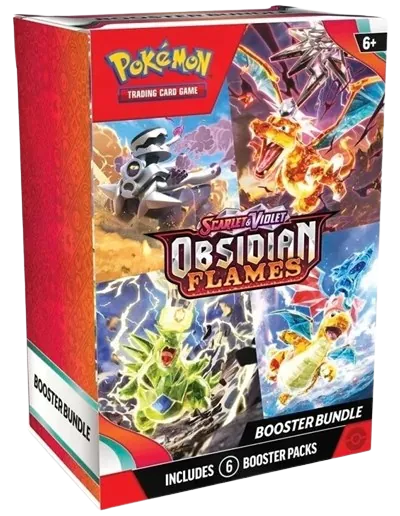 POKéMON
TRADING CARD GAME
6+
SCARLET & VIOLET
OBSIDIAN
FLAMES
BOOSTER BUNDLE
BOOSTER BUNDLE
INCLUDES 6 BOOSTER PACKS